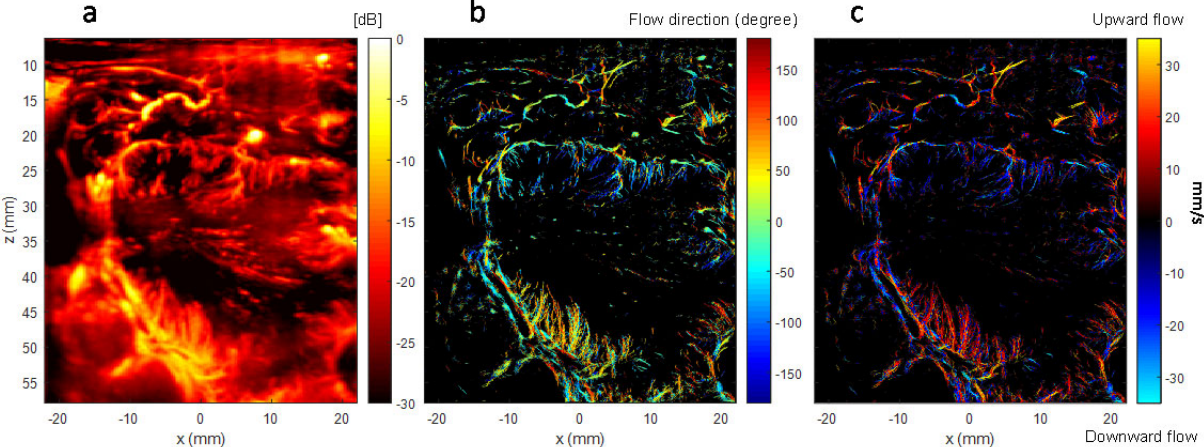 a [dB] b Flow direction (degree) c Upward flow
0 150 30
10
-5 100 20
15
20 50 10
-10
25
z (mm) 30 -15 0 0 mm/s
35
-50 -10
40 -20
45 -100 -20
-25
50
-150 -30
55
-30
-20 -10 0 10 20 -20 -10 0 10 20 -20 -10 0 10 20
x (mm) x (mm) x (mm) Downward flow